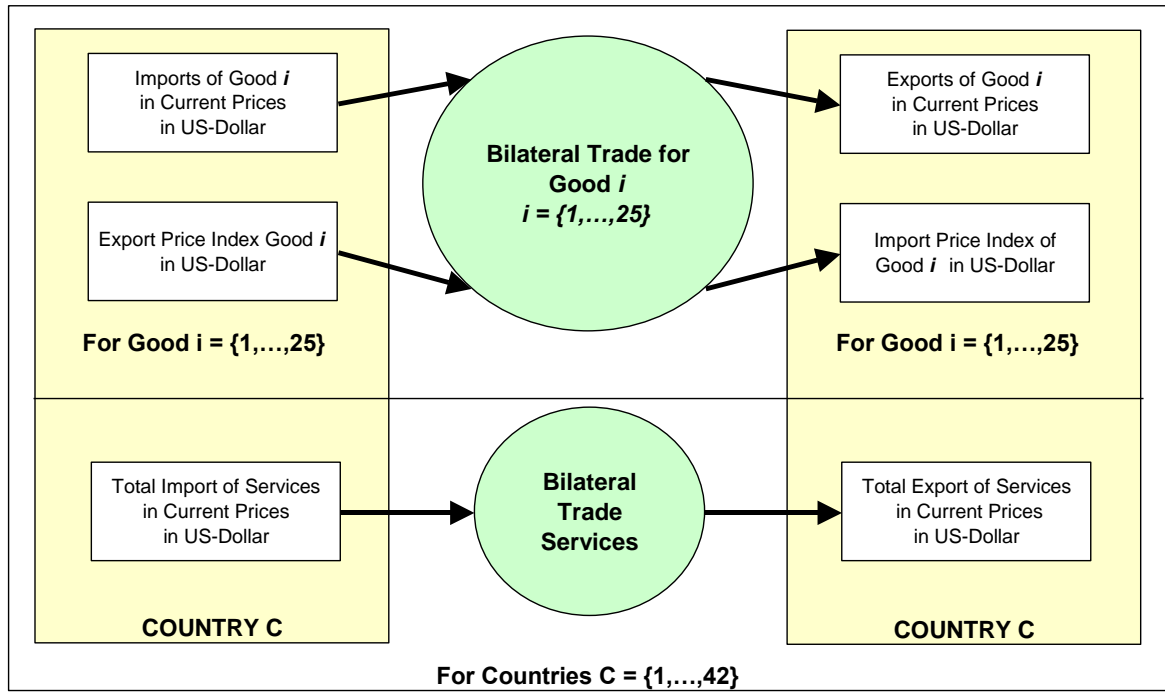 Imports of Good i
in Current Prices
in US-Dollar
Export Price Index Good i
in US-Dollar
For Good i = {1,…,25}
Bilateral Trade for
Good i
i = {1,…,25}
Exports of Good i
in Current Prices
in US-Dollar
Import Price Index of
Good i in US-Dollar
For Good i = {1,…,25}
Total Import of Services
in Current Prices
in US-Dollar
COUNTRY C
Bilateral
Trade
Services
Total Export of Services
in Current Prices
in US-Dollar
COUNTRY C
For Countries C = {1,…,42}